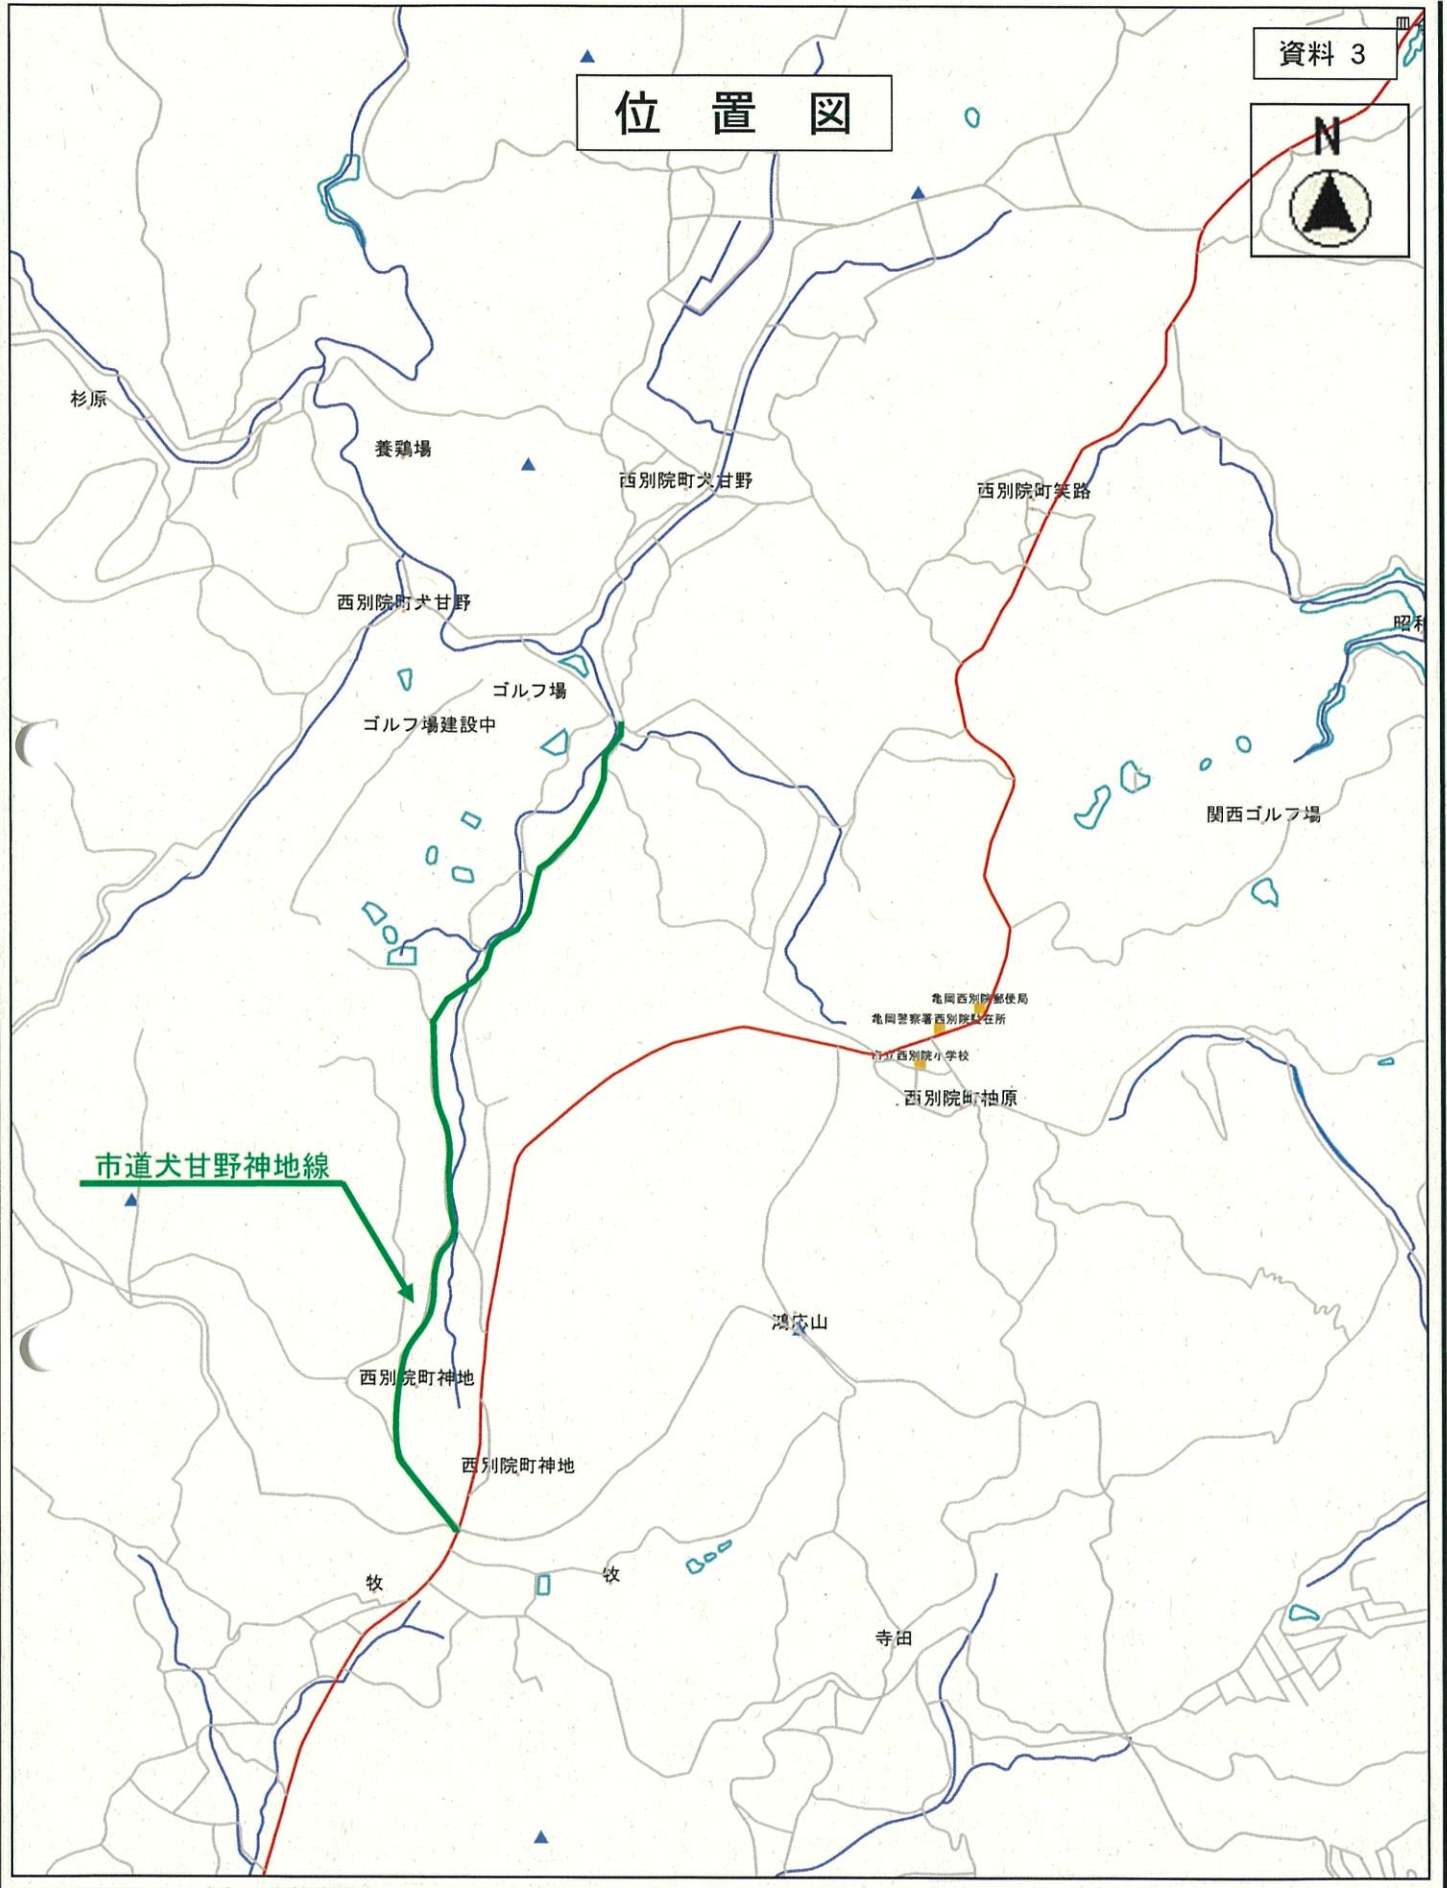 資料 3
位 置 図
N
杉原
養鶏場
西別院町犬甘野
西別院町笑路
西別院町犬甘野
ゴルフ場
ゴルフ場建設中
関西ゴルフ場
亀岡西別院郵便局
亀岡警察署西別院駐在所
西別院小学校
西別院町柚原
市道犬甘野神地線
鴻応山
西別院町神地
西別院町神地
牧
牧
寺田